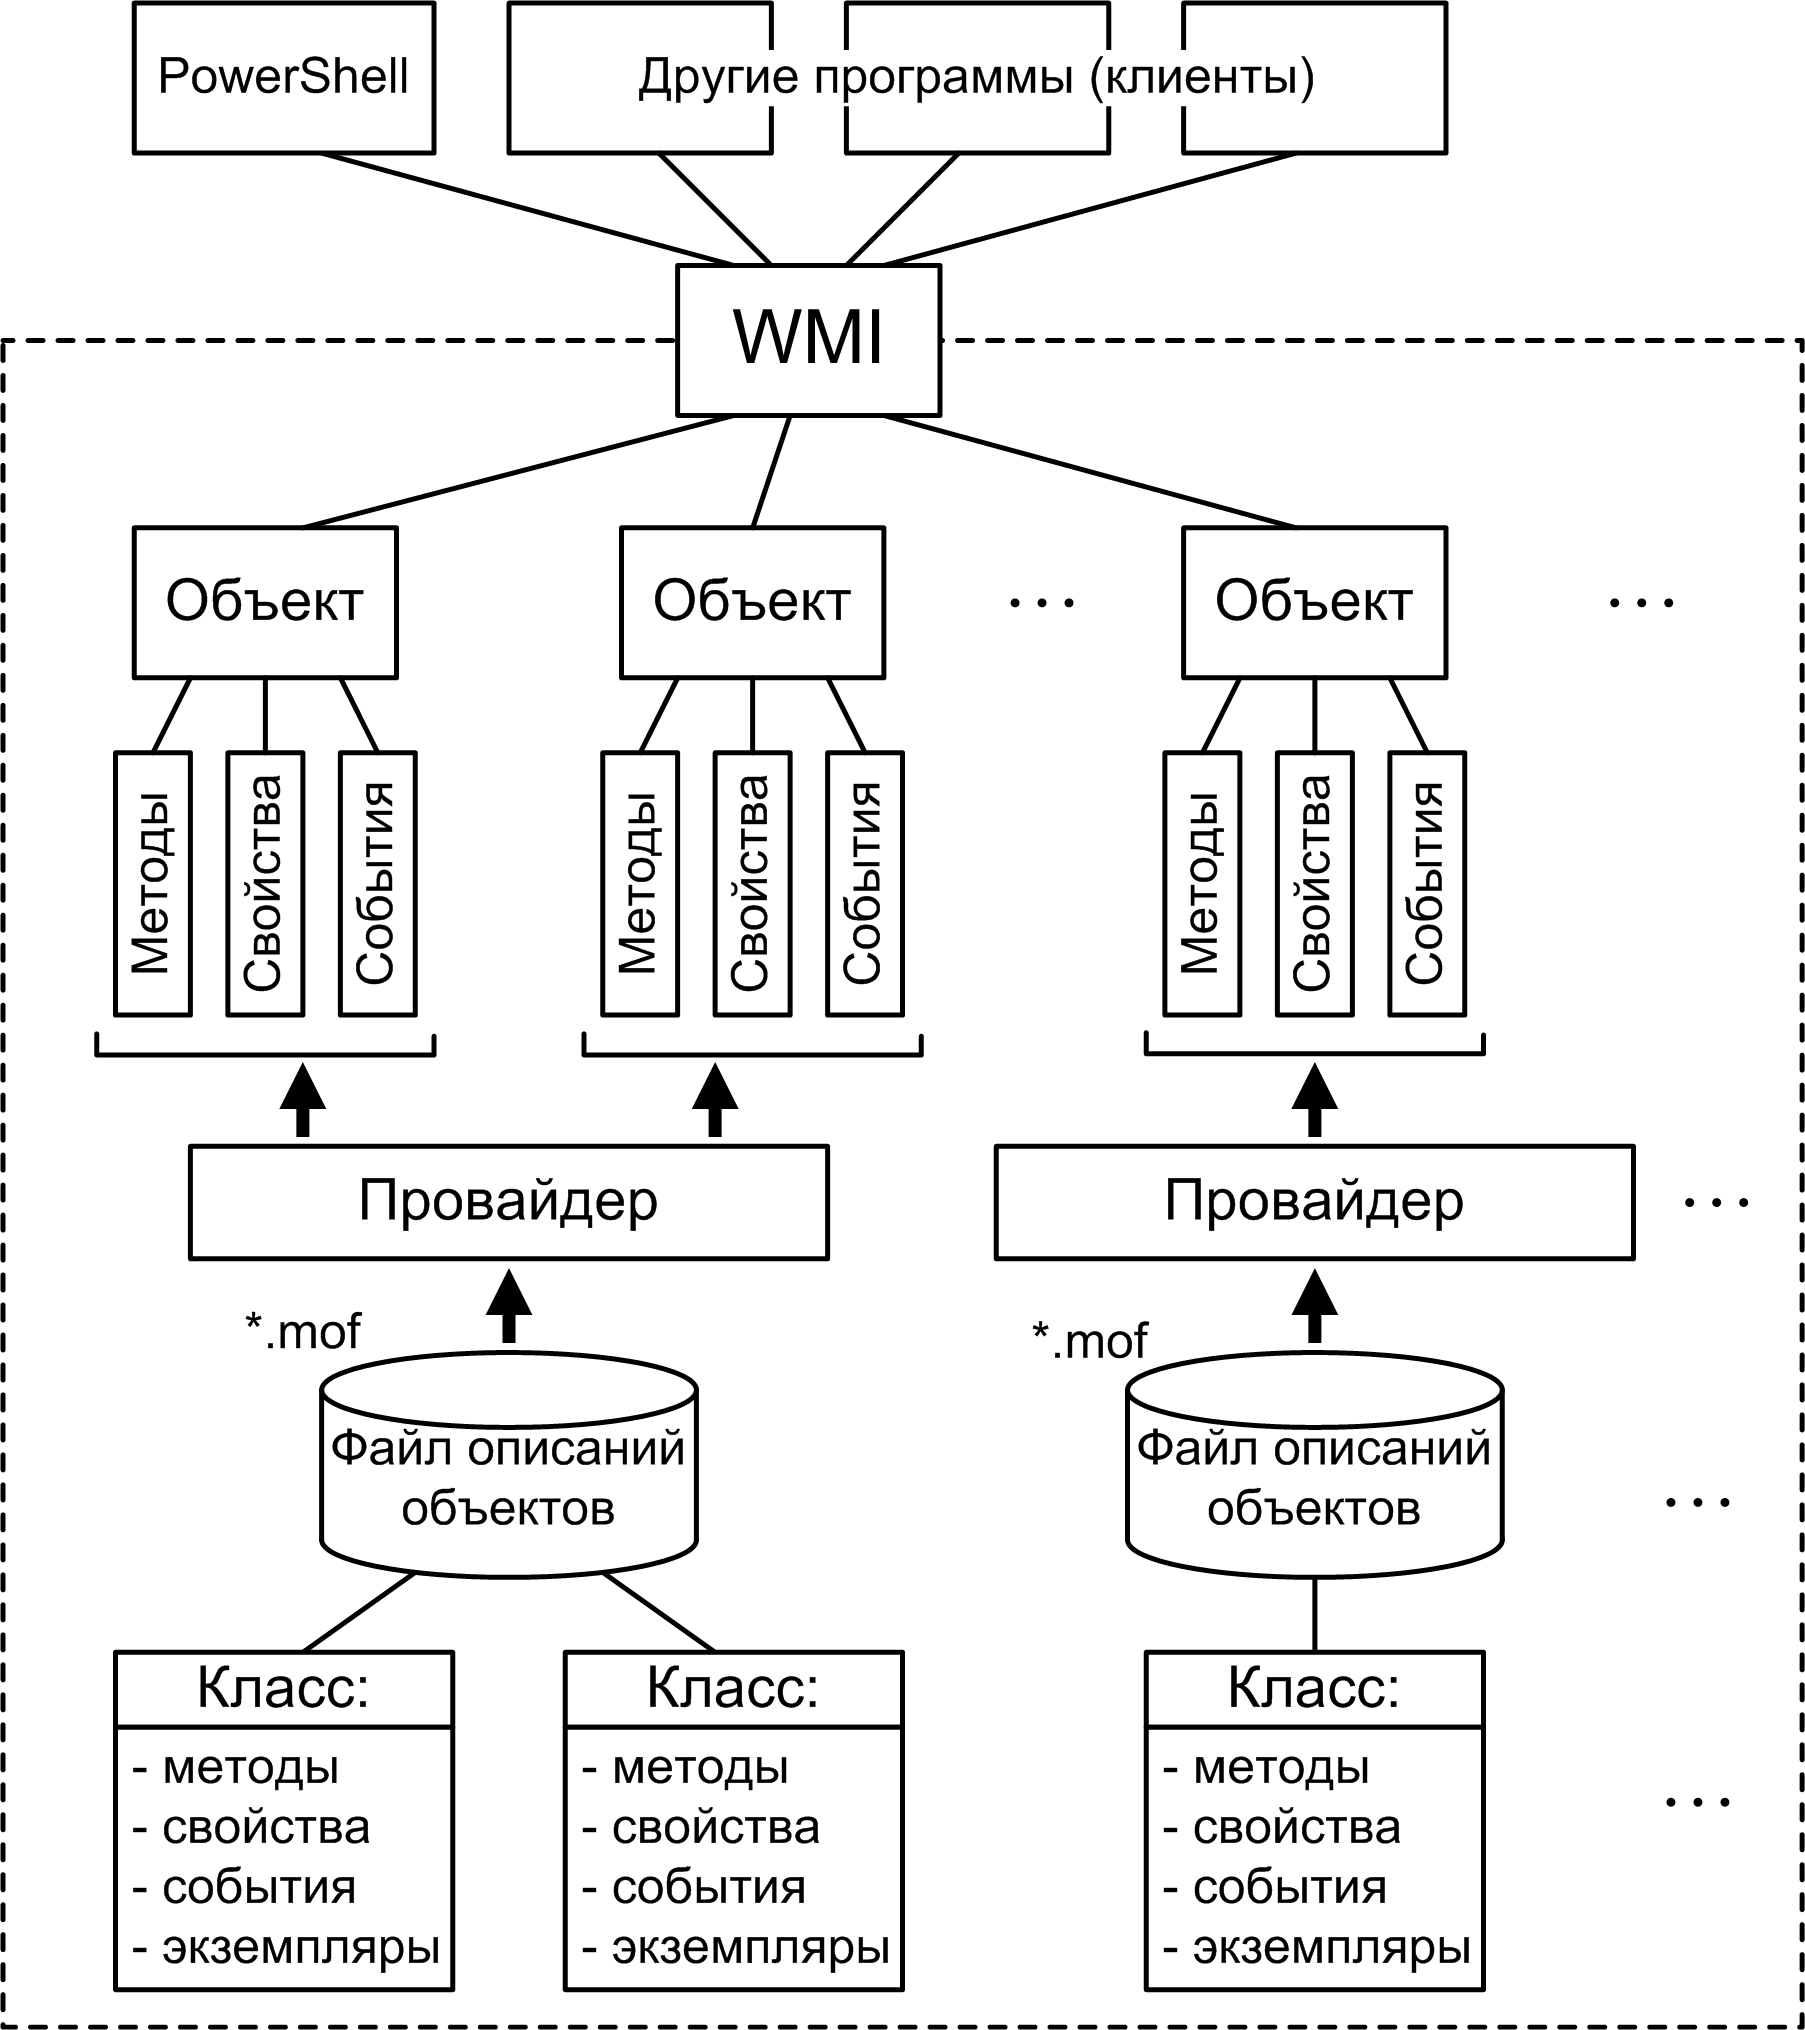 PowerShell
Другие программы (клиенты)
WMI
Объект
Объект
...
Объект
...
Методы
Свойства
События
Методы
Свойства
События
Методы
Свойства
События
Провайдер
Провайдер
...
*.mof
*.mof
Файл описаний
объектов
Файл описаний
объектов
...
Класс:
- методы
- свойства
- события
- экземпляры
Класс:
- методы
- свойства
- события
- экземпляры
Класс:
- методы
- свойства
- события
- экземпляры
...